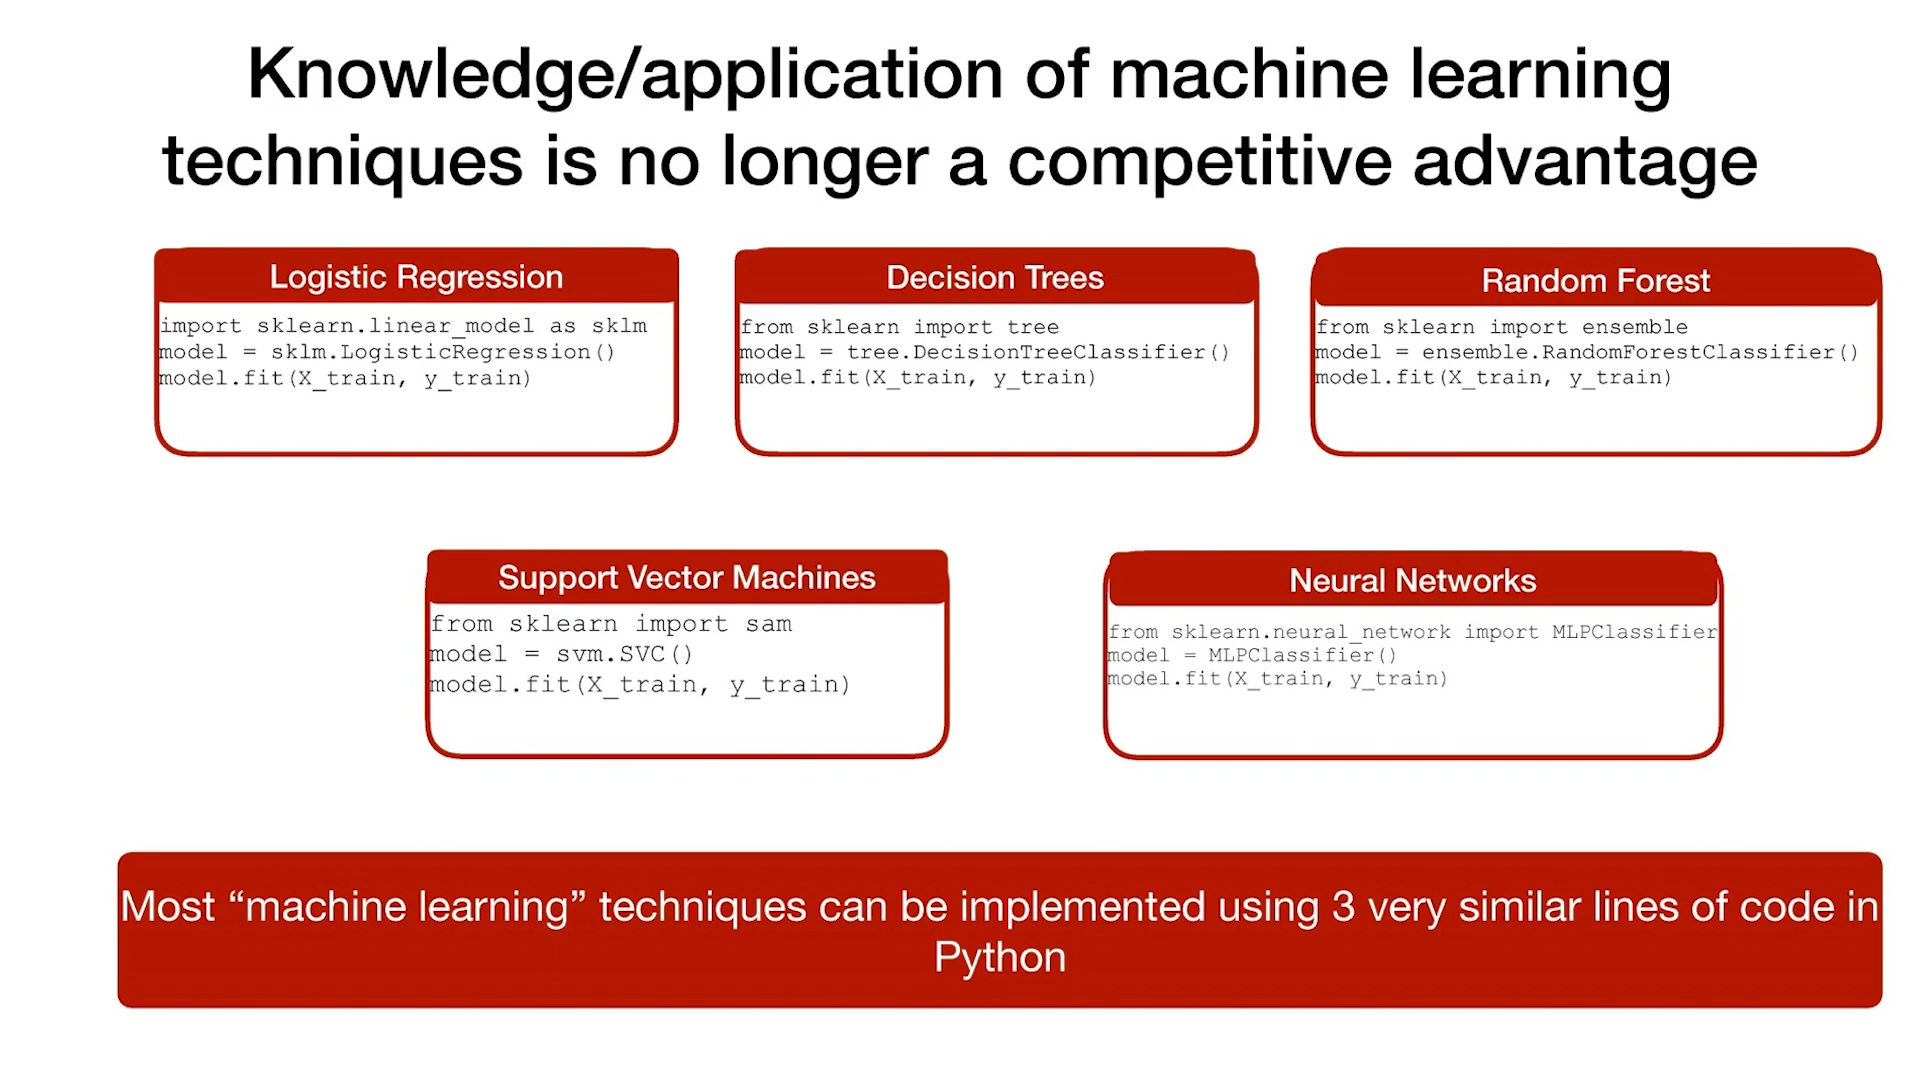 Knowledge/application of machine learning
techniques is no longer a competitive advantage
Logistic Regression
import sklearn.linear_model as sklm
model = sklm.LogisticRegression()
model.fit(X_train, y_train)
Decision Trees
from sklearn import tree
model = tree.DecisionTreeClassifier()
model.fit(X_train, y_train)
Random Forest
from sklearn import ensemble
model = ensemble.RandomForestClassifier()
model.fit(X_train, y_train)
Support Vector Machines
from sklearn import sam
model = svm.SVC()
model.fit(X_train, y_train)
Neural Networks
from sklearn.neural_network import MLPClassifier
model = MLPClassifier()
model.fit(X_train, y_train)
Most “machine learning” techniques can be implemented using 3 very similar lines of code in
Python